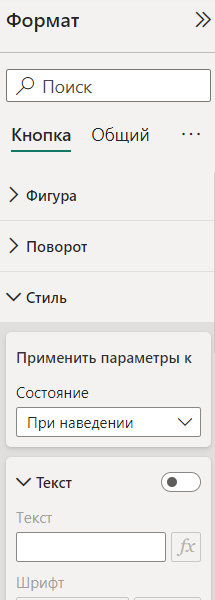 Формат
Поиск
Кнопка Общий ...
Фигура
Поворот
Стиль
Применить параметры к
Состояние
При наведении
Текст
Текст
fx
Шрифт